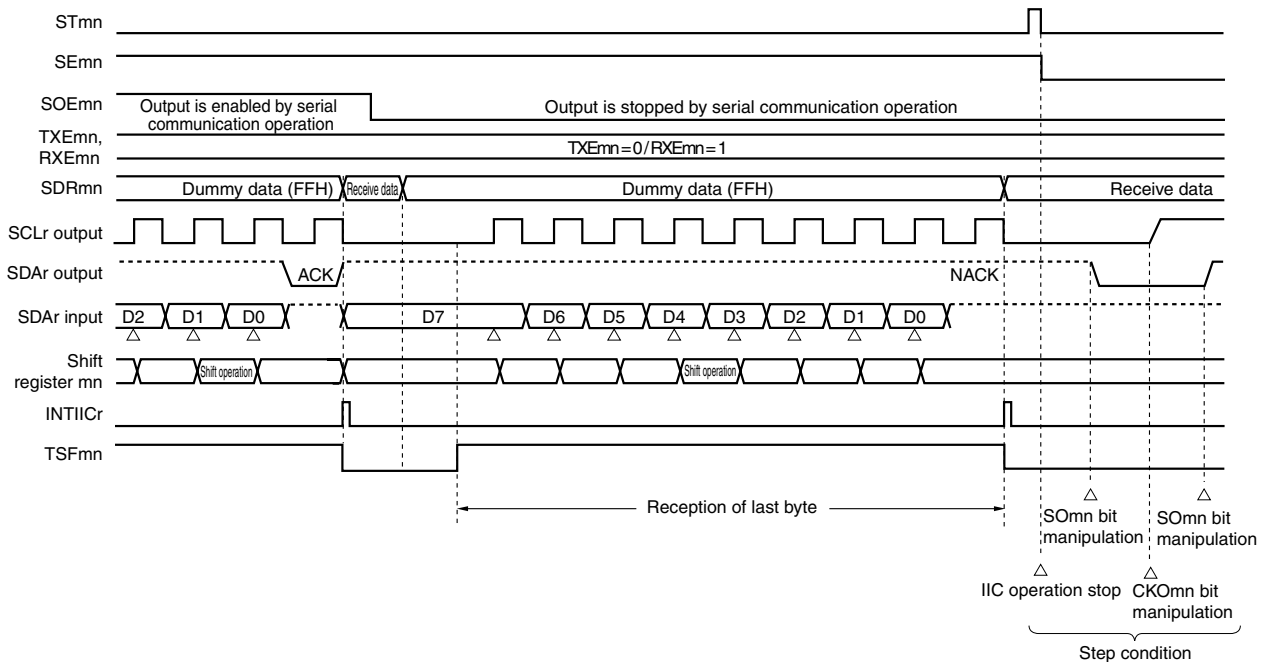 STmn
SEmn
SOEmn
Output is enabled by serial
communication operation
Output is stopped by serial communication operation
TXEmn,
RXEmn
TXEmn=0/RXEmn=1
SDRmn
Dummy data (FFH)
Receive data
Dummy data (FFH)
Receive data
SCLr output
SDAr output
ACK
NACK
SDAr input
D2
D1
D0
D7
D6
D5
D4
D3
D2
D1
D0
Shift
register mn
Shift operation
Shift operation
INTIICr
TSFmn
Reception of last byte
SOmn bit
manipulation
SOmn bit
manipulation
IIC operation stop
CKOmn bit
manipulation
Step condition